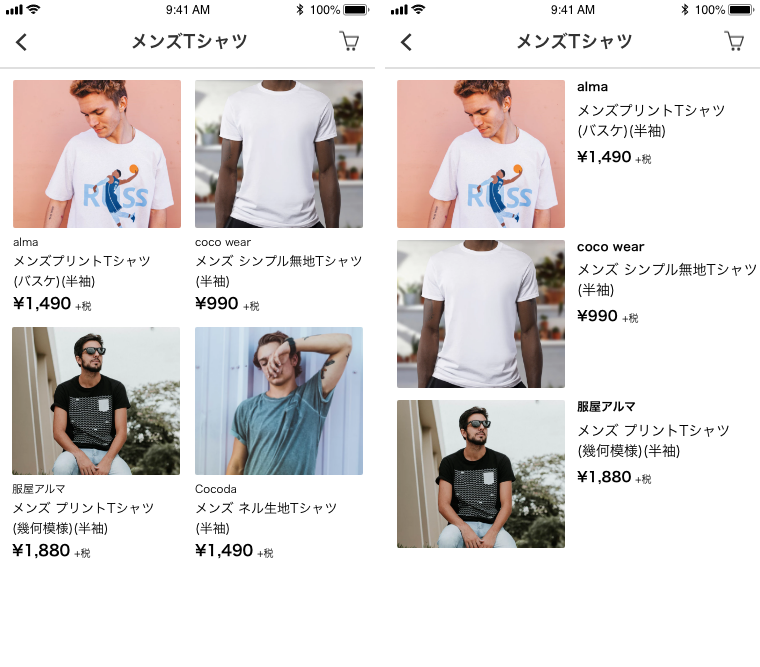 9:41 AM
100%
メンズTシャツ
alma
メンズプリントTシャツ
(バスケ)(半袖)
¥1,490 +税
coco wear
メンズ シンプル無地Tシャツ
(半袖)
¥990 +税
服屋アルマ
メンズ プリントTシャツ
(幾何模様)(半袖)
¥1,880 +税
Cocoda
メンズ ネル生地Tシャツ
(半袖)
¥1,490 +税
9:41 AM
100%
メンズTシャツ
alma
メンズプリントTシャツ
(バスケ)(半袖)
¥1,490 +税
coco wear
メンズ シンプル無地Tシャツ
(半袖)
¥990 +税
服屋アルマ
メンズ プリントTシャツ
(幾何模様)(半袖)
¥1,880 +税